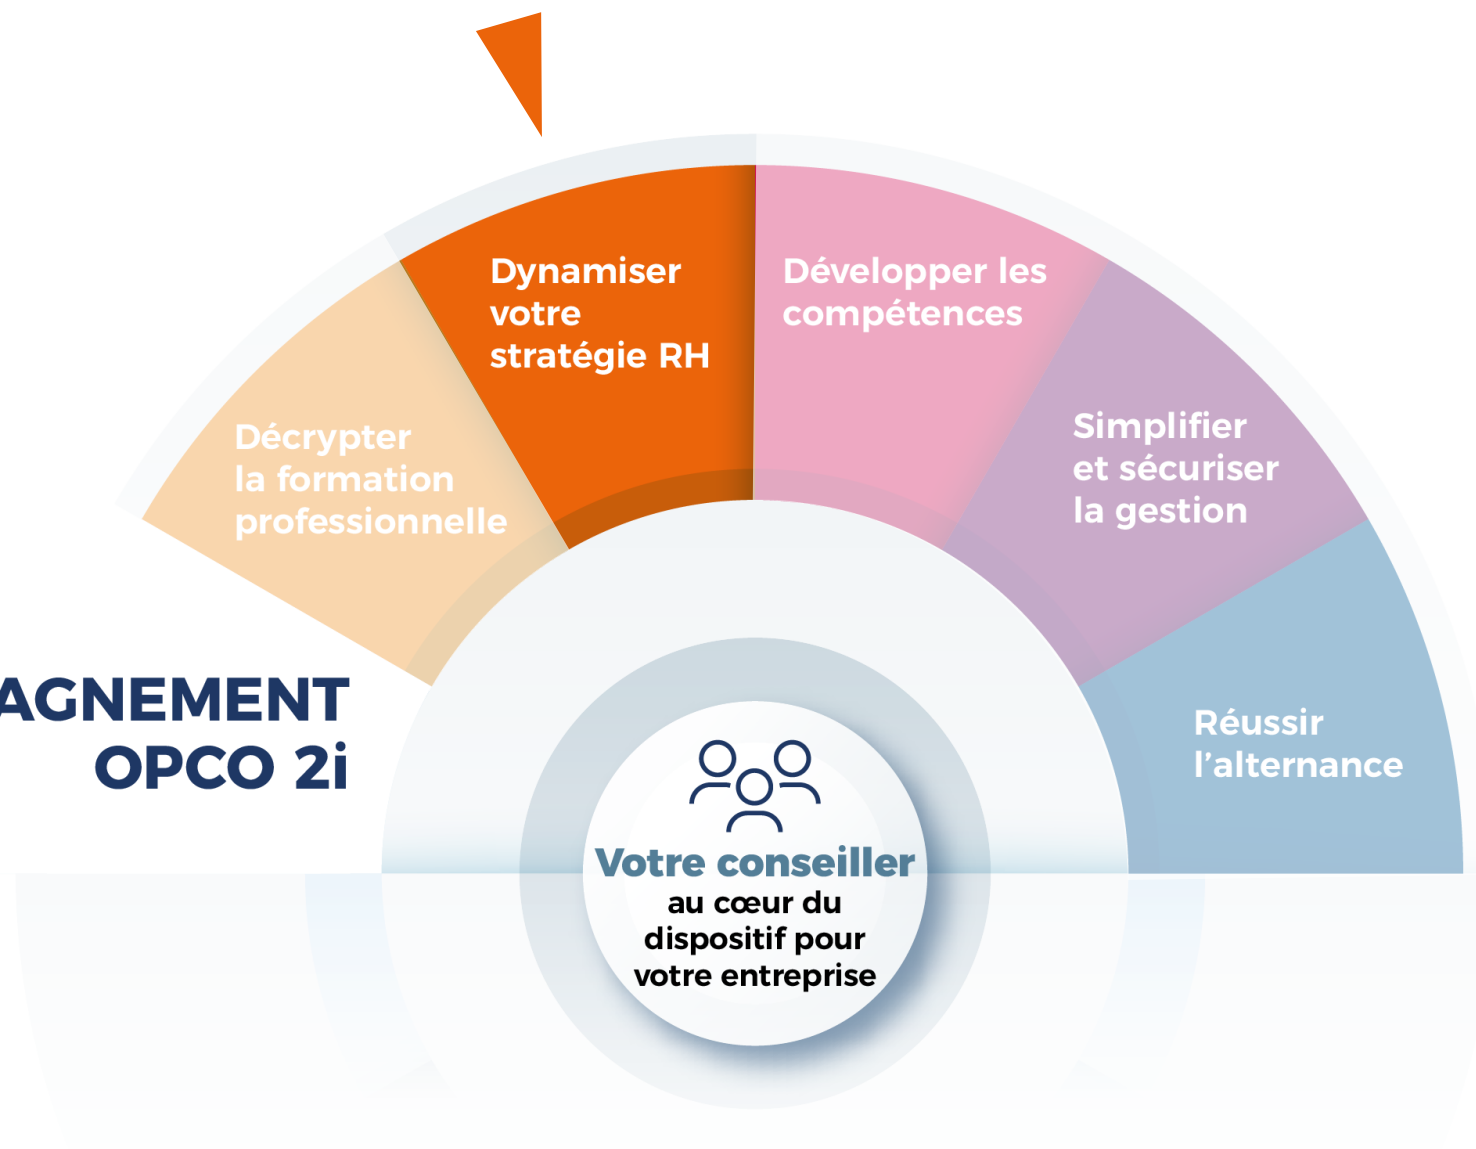 Dynamiser
votre
stratégie RH
Développer les
compétences
Décrypter
la formation
professionnelle
Simplifier
et sécuriser
la gestion
AGNEMENT
OPCO 2i
Réussir
l’alternance
Votre conseiller
au cœur du
dispositif pour
votre entreprise